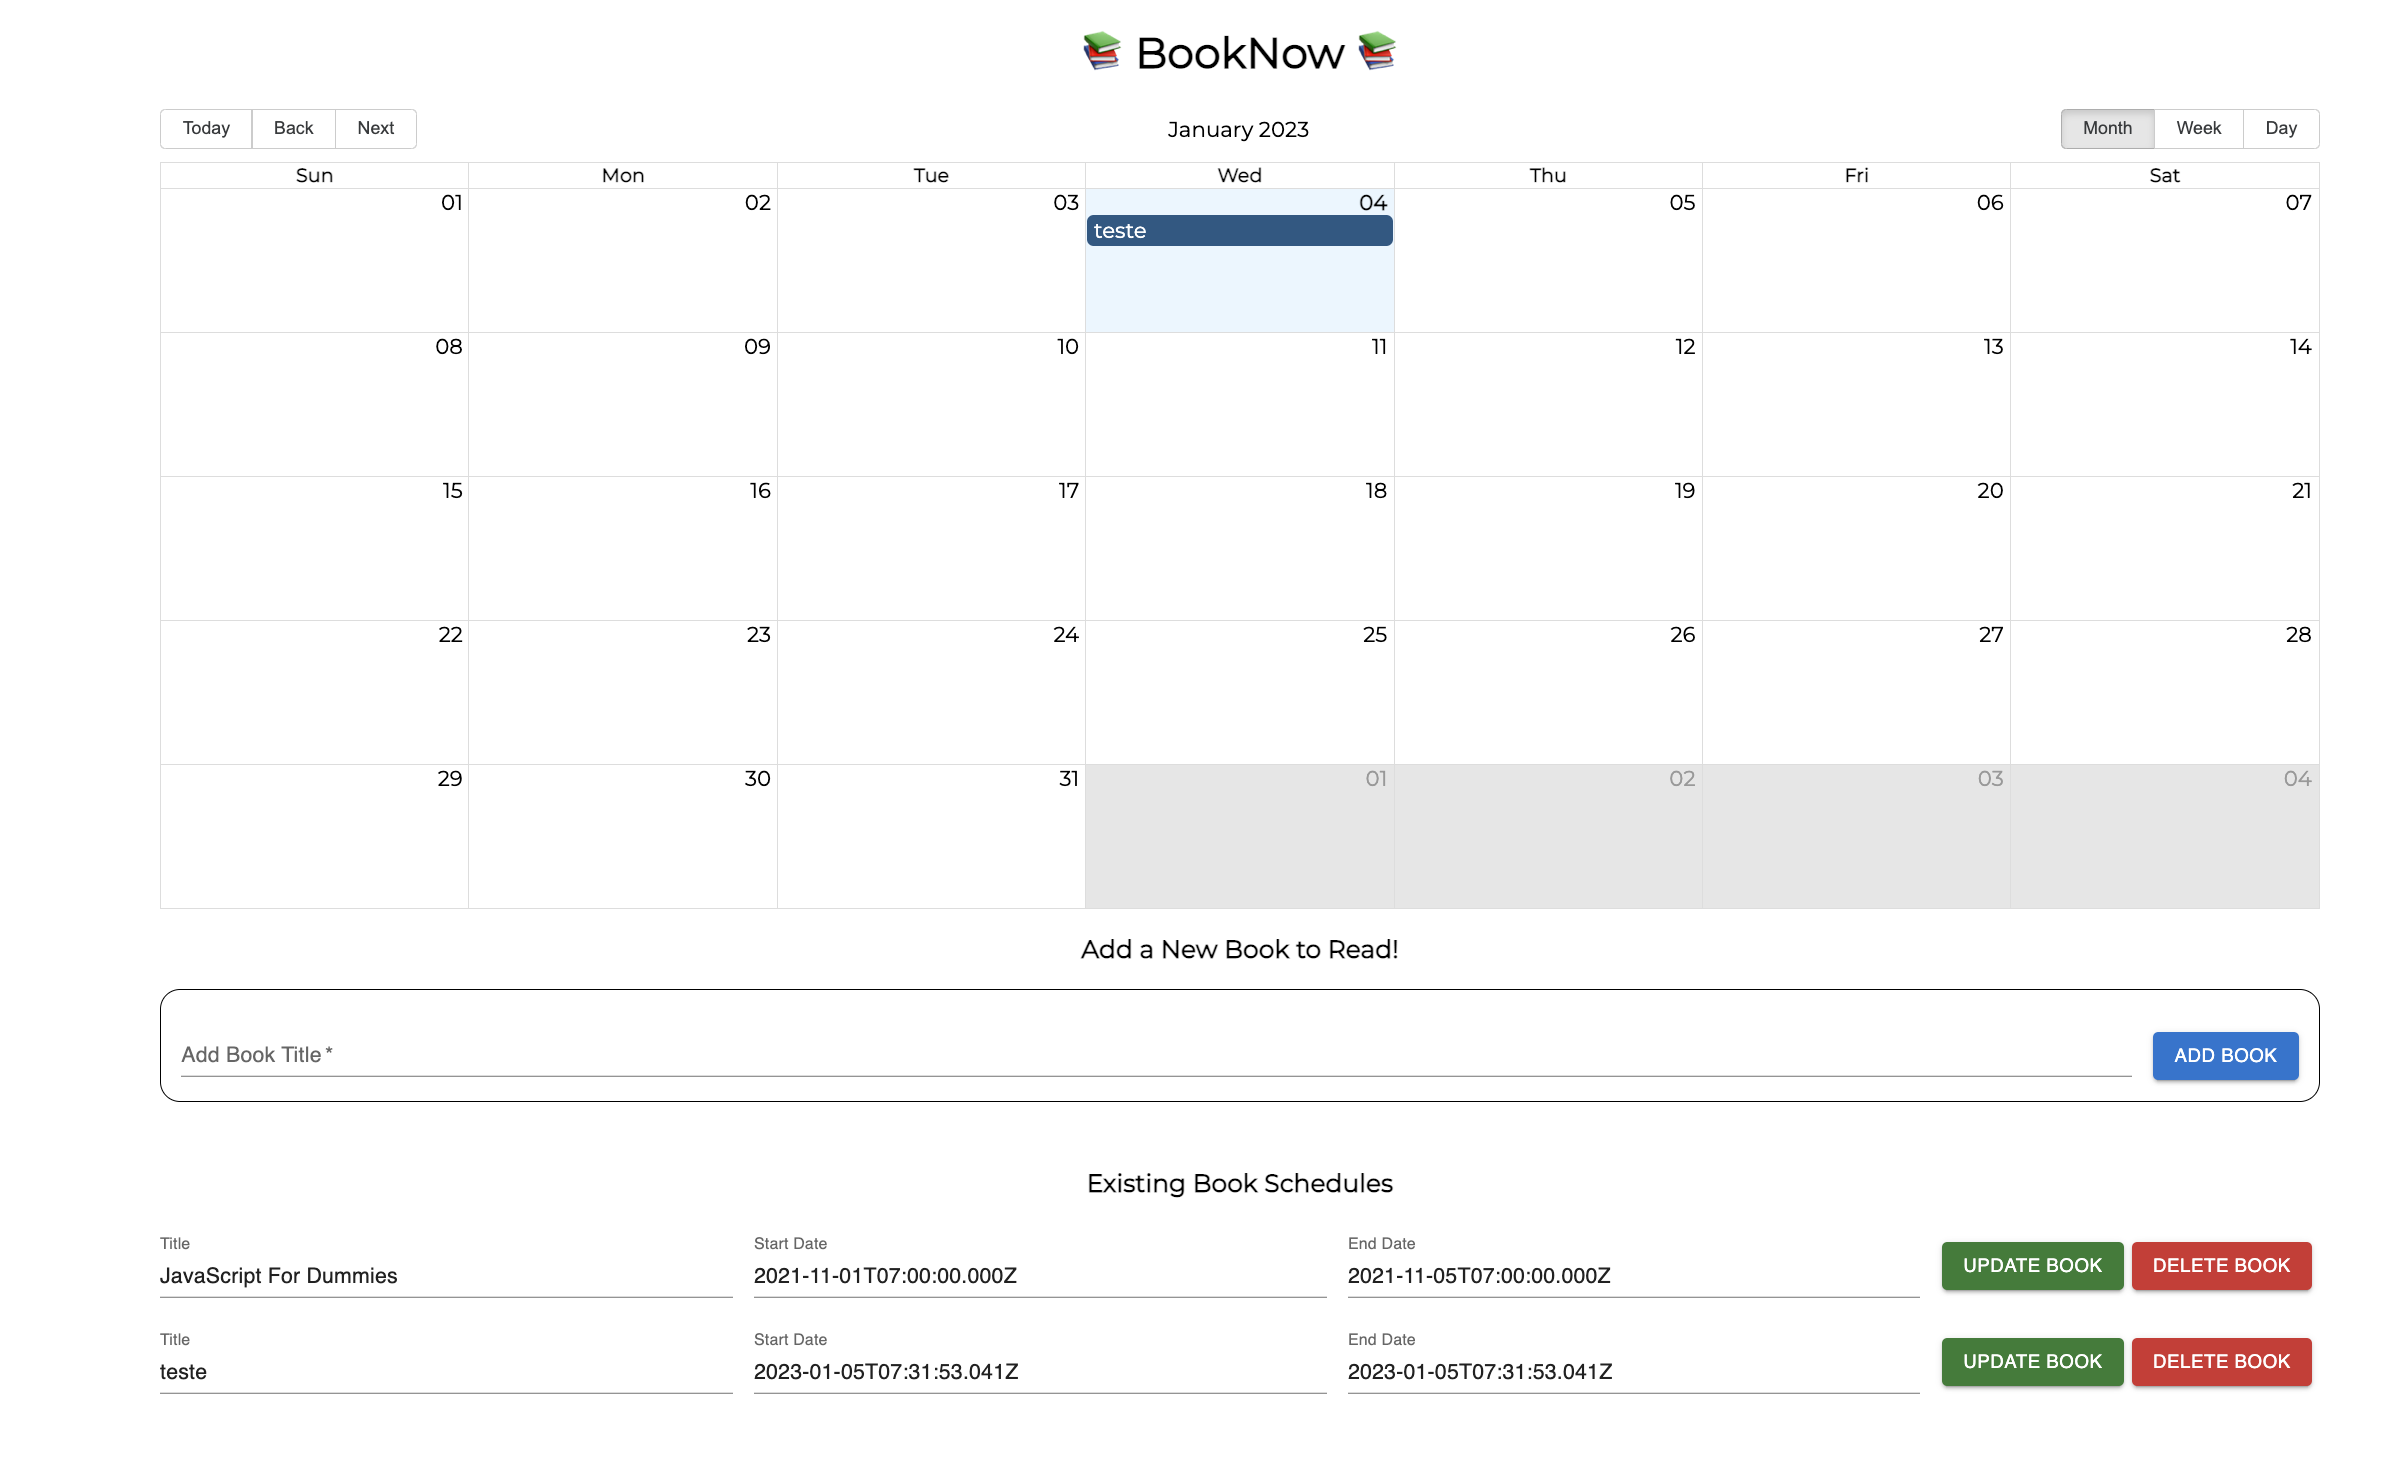 📚 BookNow 📚
Today Back Next January 2023 Month Week Day
Sun Mon Tue Wed Thu Fri Sat
01 02 03 04 05 06 07
teste
08 09 10 11 12 13 14
15 16 17 18 19 20 21
22 23 24 25 26 27 28
29 30 31 01 02 03 04
Add a New Book to Read!
Add Book Title * ADD BOOK
Existing Book Schedules
Title Start Date End Date
JavaScript For Dummies 2021-11-01T07:00:00.000Z 2021-11-05T07:00:00.000Z UPDATE BOOK DELETE BOOK
Title Start Date End Date
teste 2023-01-05T07:31:53.041Z 2023-01-05T07:31:53.041Z UPDATE BOOK DELETE BOOK